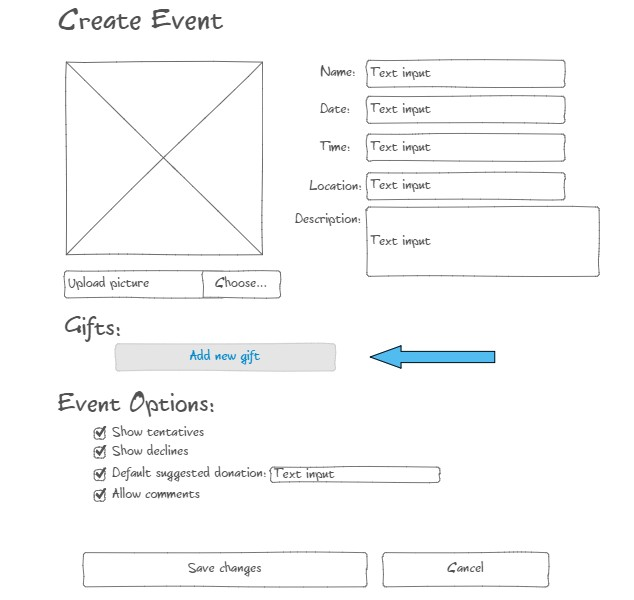 Create Event
Name: Text input
Date: Text input
Time: Text input
Location: Text input
Description: Text input
Upload picture Choose...
Gifts:
Add new gift
Event Options:
Show tentatives
Show declines
Default suggested donation: Text input
Allow comments
Save changes Cancel